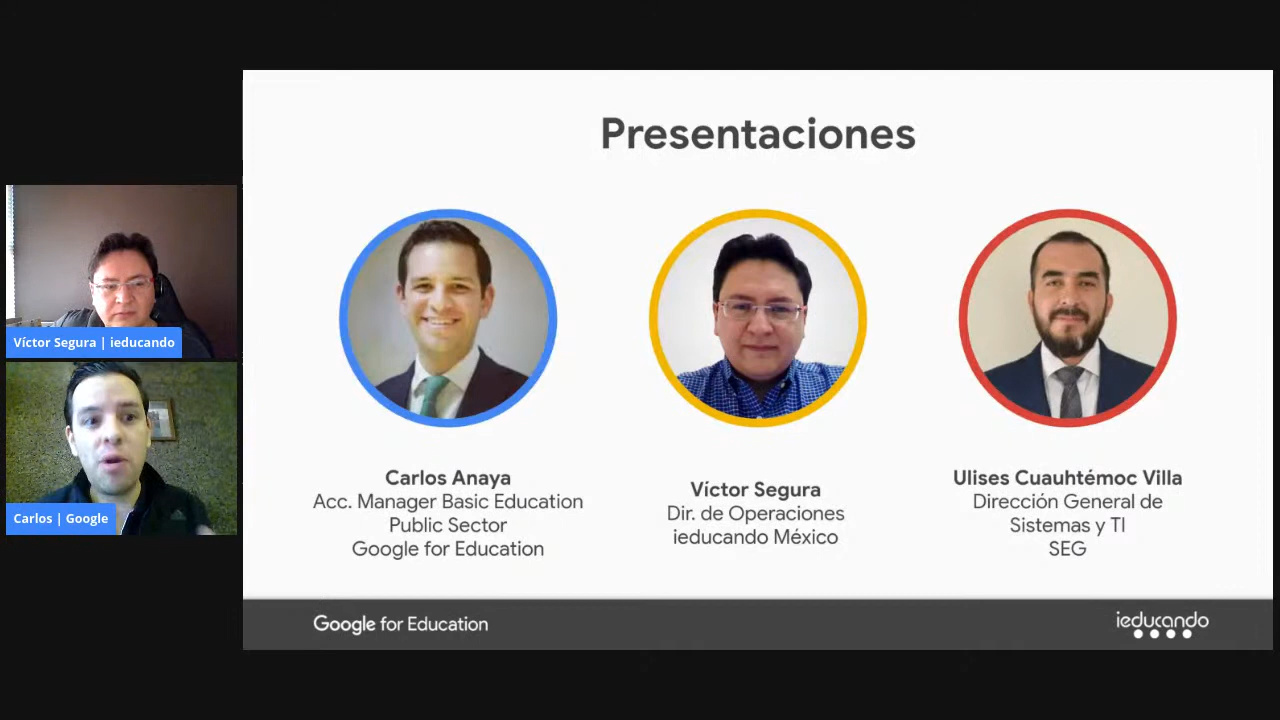 Presentaciones
Víctor Segura | ieducando
Carlos | Google
Carlos Anaya
Acc. Manager Basic Education
Public Sector
Google for Education
Víctor Segura
Dir. de Operaciones
ieducando México
Ulises Cuauhtémoc Villa
Dirección General de
Sistemas y TI
SEG
Google for Education
ieducando